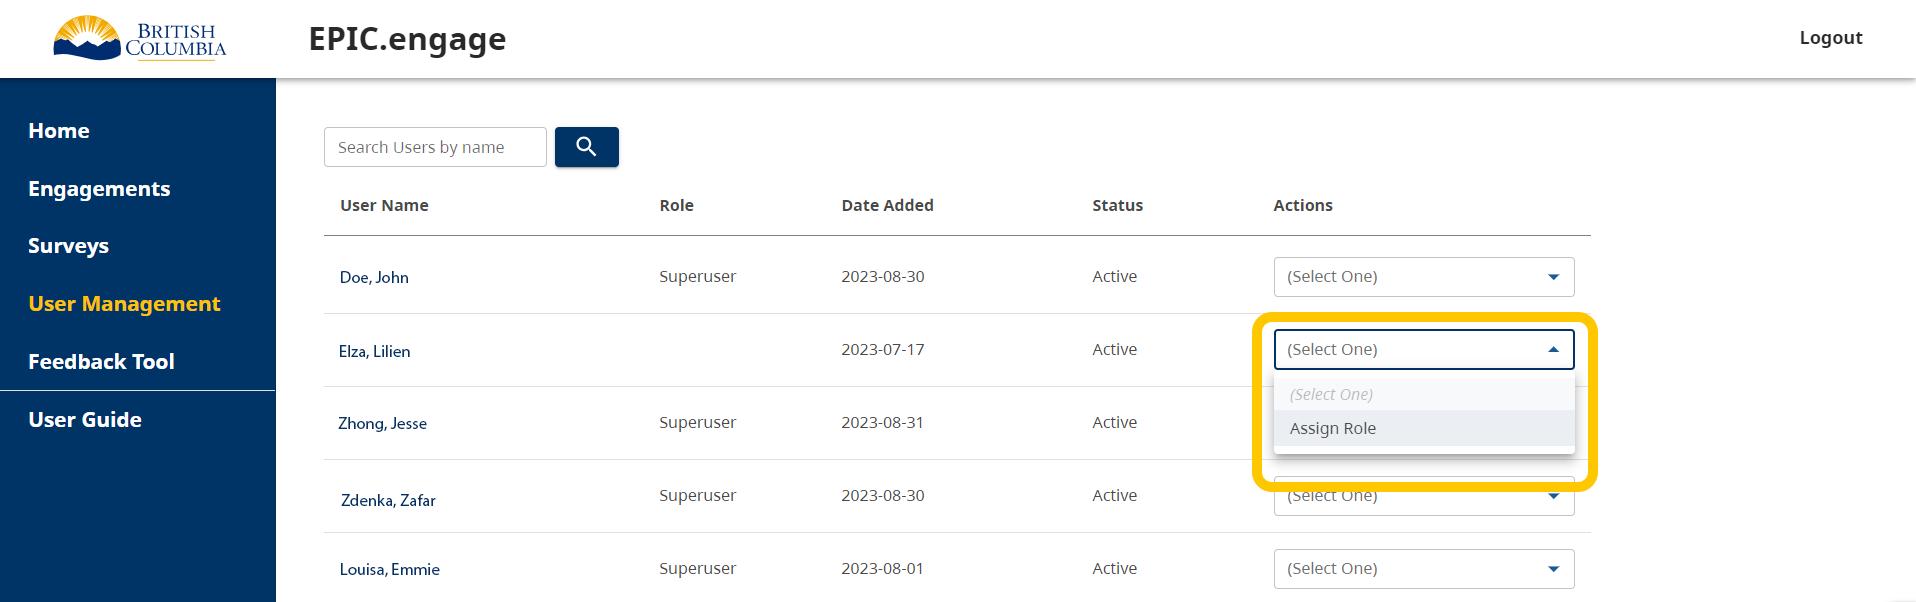 BRITISH
COLUMBIA
EPIC.engage
Logout
Home
Engagements
Surveys
User Management
Feedback Tool
User Guide
Search Users by name
User Name Role Date Added Status Actions
Doe, John Superuser 2023-08-30 Active (Select One)
Elza, Lilien 2023-07-17 Active (Select One)
(Select One)
Zhong, Jesse Superuser 2023-08-31 Active Assign Role
Zdenka, Zafar Superuser 2023-08-30 Active (Select One)
Louisa, Emmie Superuser 2023-08-01 Active (Select One)